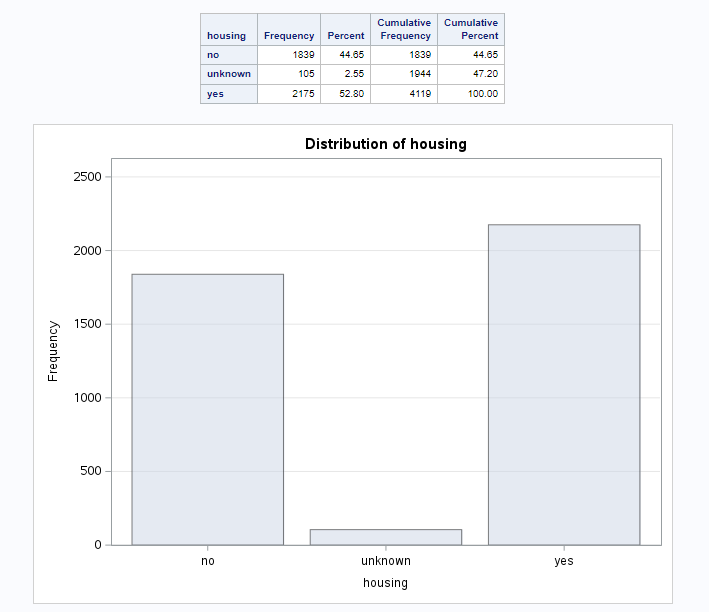 Cumulative Cumulative
housing Frequency Percent Frequency Percent
no 1839 44.65 1839 44.65
unknown 105 2.55 1944 47.20
yes 2175 52.80 4119 100.00
Distribution of housing
2500
2000
1500
1000
500
0
Frequency
no unknown yes
housing